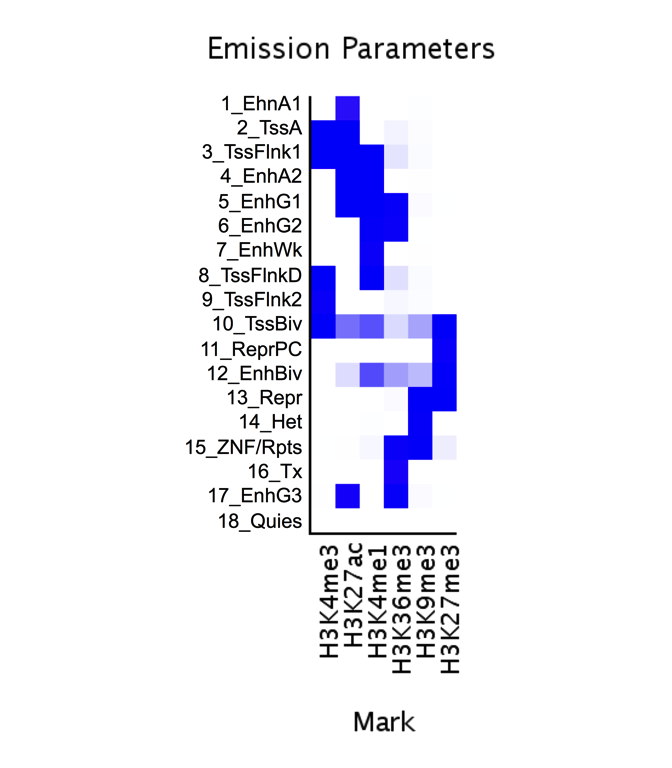 Emission Parameters
1_EhnA1
2_TssA
3_TssFlnk1
4_EnhA2
5_EnhG1
6_EnhG2
7_EnhWk
8_TssFlnkD
9_TssFlnk2
10_TssBiv
11_ReprPC
12_EnhBiv
13_Repr
14_Het
15_ZNF/Rpts
16_Tx
17_EnhG3
18_Quies
H3K4me3
H3K27ac
H3K4me1
H3K36me3
H3K9me3
H3K27me3
Mark